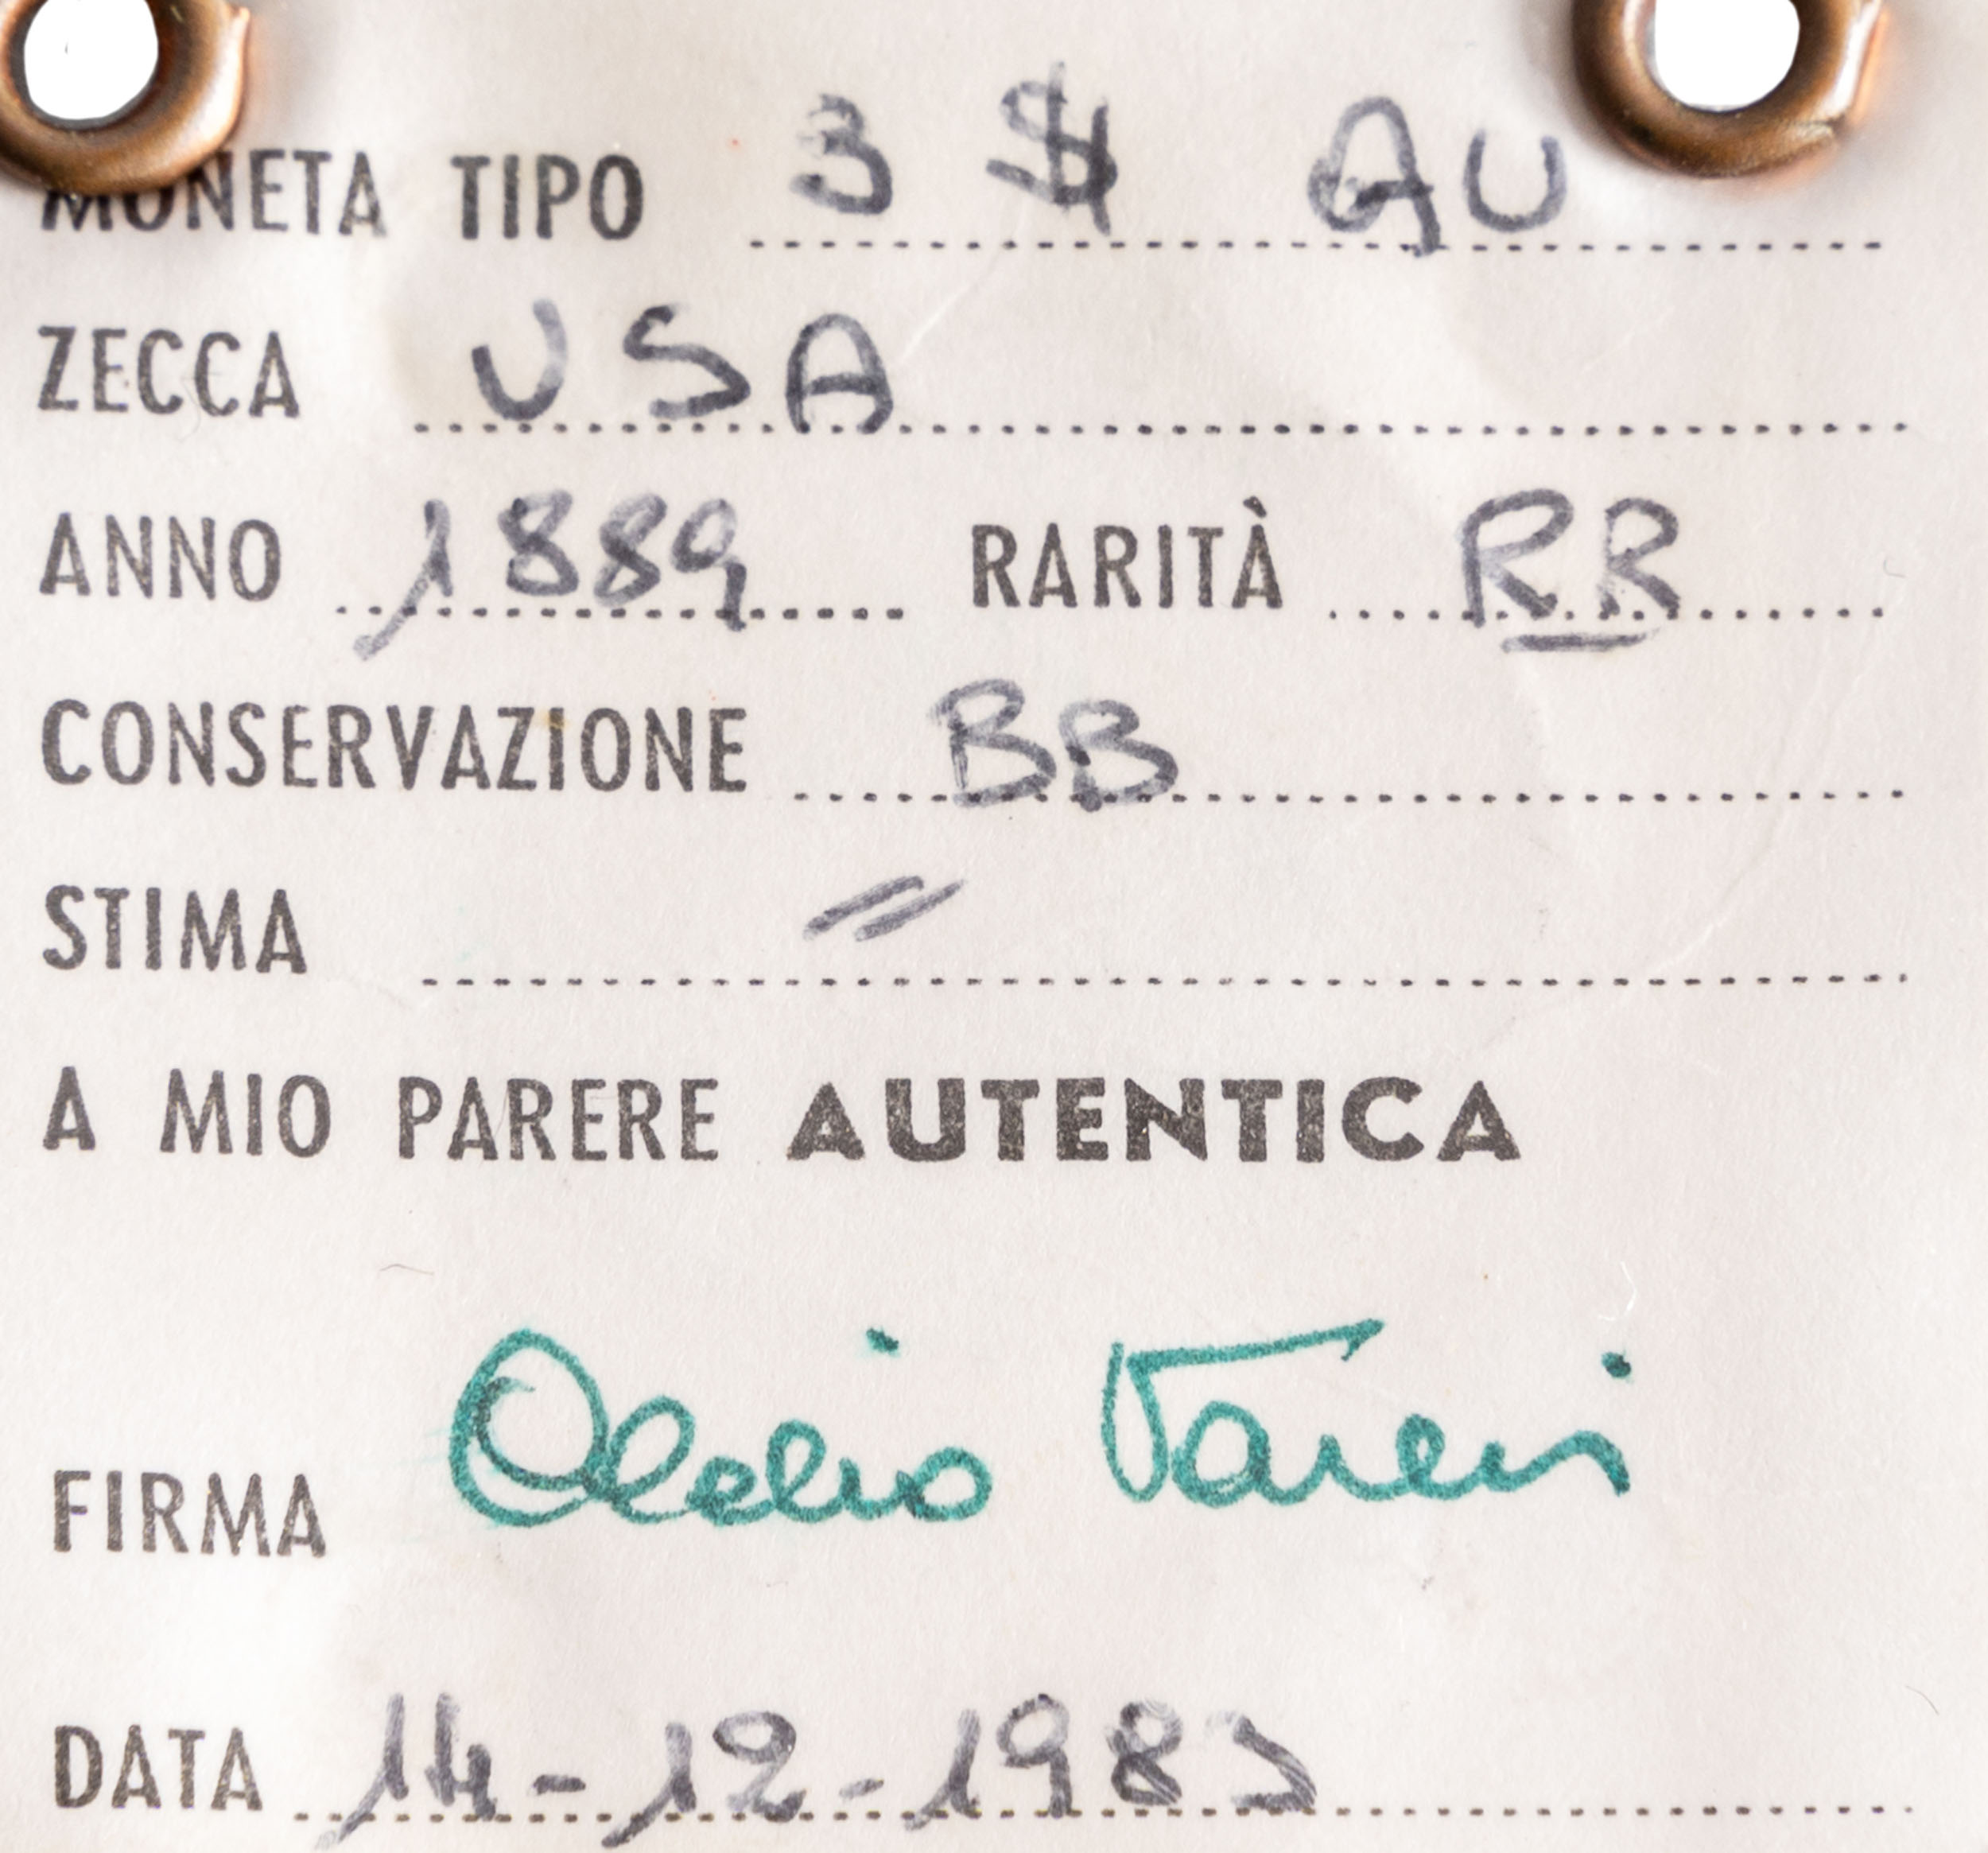 MONETA TIPO 3 $ AU
ZECCA USA
ANNO 1889 RARITÀ RR
CONSERVAZIONE BB
STIMA //
A MIO PARERE AUTENTICA
FIRMA
DATA 14-12-1983